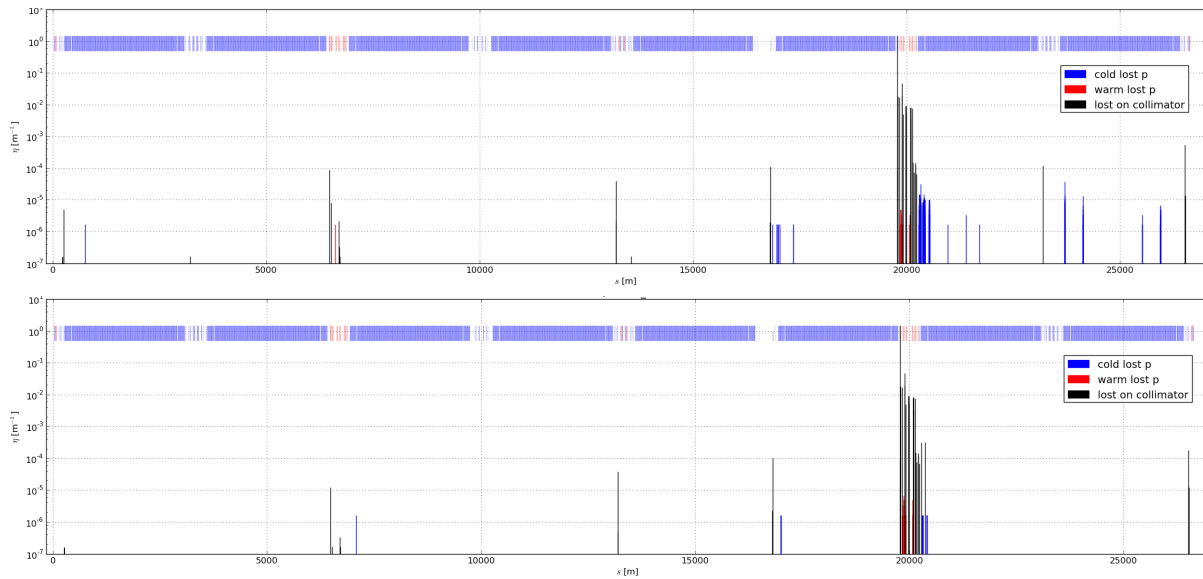 10⁺
10⁰
10⁻¹
10⁻²
10⁻³
10⁻⁴
10⁻⁵
10⁻⁶
10⁻⁷
η [m⁻¹]
cold lost p
warm lost p
lost on collimator
0 5000 10000 15000 20000 25000
s [m]
10¹
10⁰
10⁻¹
10⁻²
10⁻³
10⁻⁴
10⁻⁵
10⁻⁶
10⁻⁷
η [m⁻¹]
cold lost p
warm lost p
lost on collimator
0 5000 10000 15000 20000 25000
s [m]